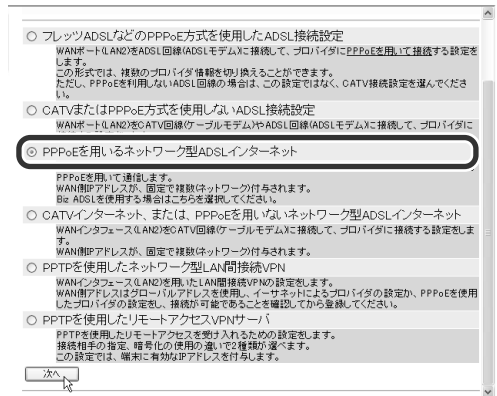 フレッツADSLなどのPPPoE方式を使用したADSL接続設定
WANポート(LAN2)をADSL回線(ADSLモデム)に接続して、プロバイダにPPPoEを用いて接続する設定を
します。
この形式では、複数のプロバイダ情報を切り換えることができます。
ただし、PPPoEを利用しないADSL回線の場合は、この設定ではなく、CATV接続設定を選んでくださ
い。
CATVまたはPPPoE方式を使用しないADSL接続設定
WANポート(LAN2)をCATV回線(ケーブルモデム)やADSL回線(ADSLモデム)に接続して、プロバイダに
PPPoEを用いるネットワーク型ADSLインターネット
PPPoEを用いて通信します。
WAN側IPアドレスが、固定で複数(ネットワーク)付与されます。
Biz ADSLを使用する場合はこちらを選択してください。
CATVインターネット、または、PPPoEを用いないネットワーク型ADSLインターネット
WANインタフェース(LAN2)をCATV回線(ケーブルモデム)に接続して、プロバイダに接続する設定をしま
す。
WAN側IPアドレスが、固定で複数(ネットワーク)付与されます。
PPTPを使用したネットワーク型LAN間接続VPN
WANインタフェース(LAN2)を用いたLAN間接続VPNの設定をします。
WAN側アドレスはグローバルアドレスを使用し、イーサネットによるプロバイダの設定か、PPPoEを使用
したプロバイダの設定をし、接続が可能であることを確認してから登録してください。
PPTPを使用したリモートアクセスVPNサーバ
PPTPを使用したリモートアクセスを受け入れるための設定をします。
接続相手の指定、暗号化の使用の違いで2種類が選べます。
この設定では、端末に有効なIPアドレスを付与します。
次へ